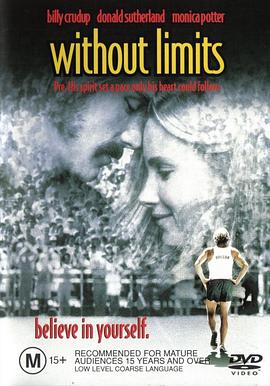 billy crudup donald sutherland monica potter
without limits
Pre. His spirit set a pace only his heart could follow.
believe in yourself.
M 15+
RECOMMENDED FOR MATURE
AUDIENCES 15 YEARS AND OVER
LOW LEVEL COARSE LANGUAGE
DVD
VIDEO